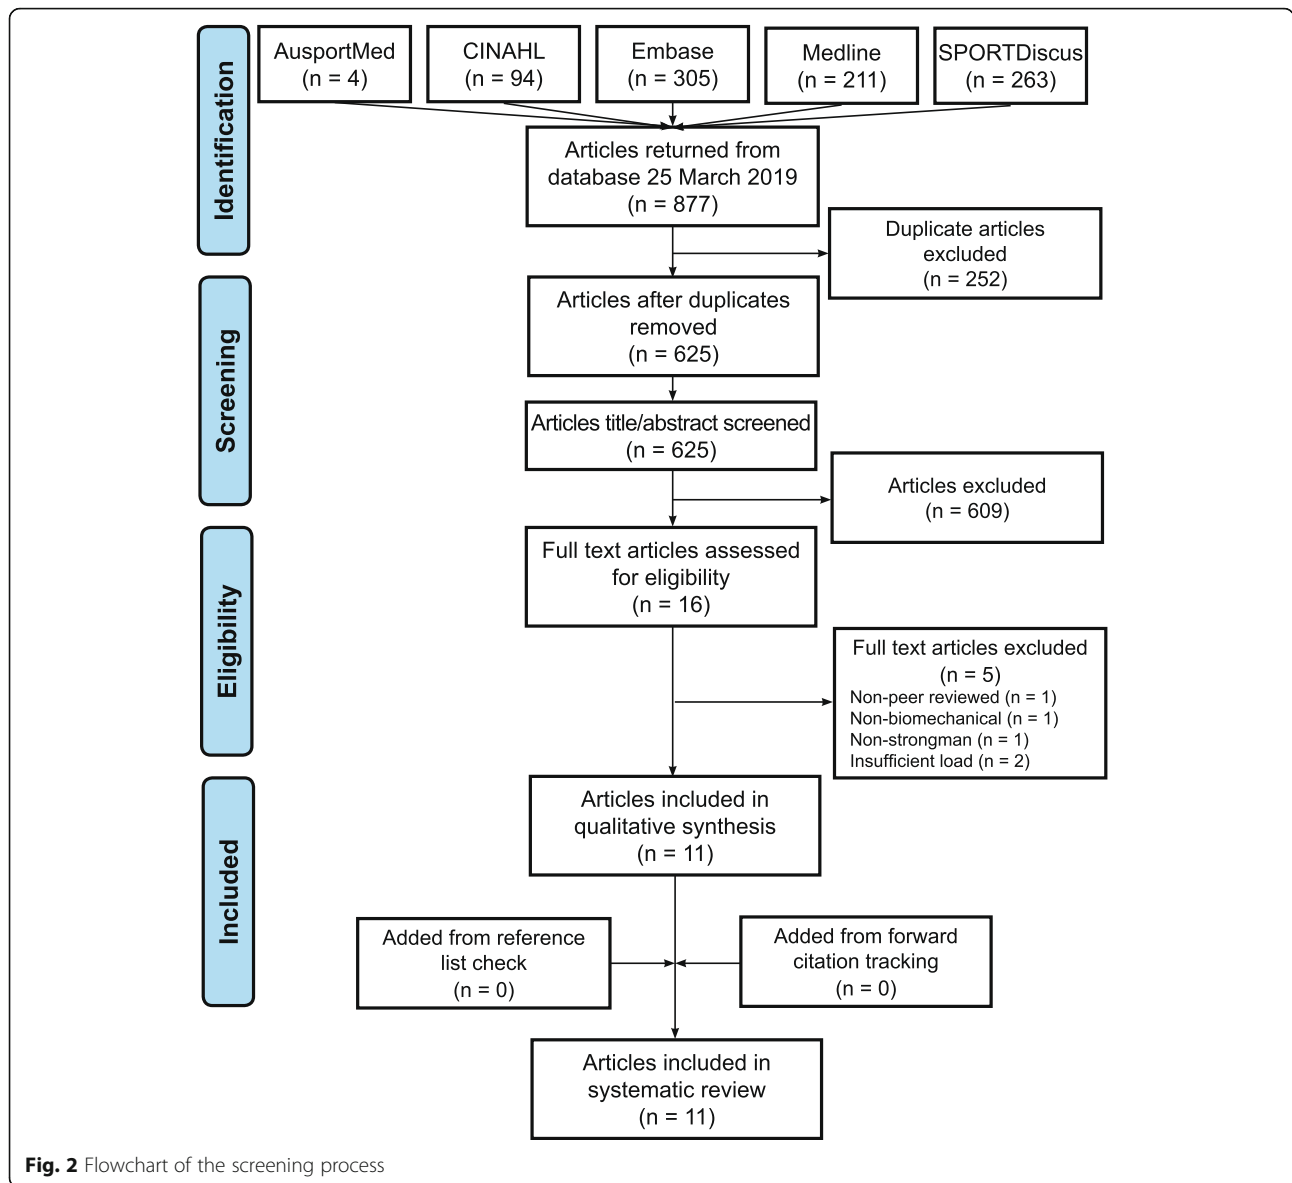 Identification
AusportMed
(n = 4)
CINAHL
(n = 94)
Embase
(n = 305)
Medline
(n = 211)
SPORTDiscus
(n = 263)
Articles returned from
database 25 March 2019
(n = 877)
Duplicate articles
excluded
(n = 252)
Screening
Articles after duplicates
removed
(n = 625)
Articles title/abstract screened
(n = 625)
Articles excluded
(n = 609)
Eligibility
Full text articles assessed
for eligibility
(n = 16)
Full text articles excluded
(n = 5)
Non-peer reviewed (n = 1)
Non-biomechanical (n = 1)
Non-strongman (n = 1)
Insufficient load (n = 2)
Included
Articles included in
qualitative synthesis
(n = 11)
Added from reference
list check
(n = 0)
Added from forward
citation tracking
(n = 0)
Articles included in
systematic review
(n = 11)
Fig. 2 Flowchart of the screening process